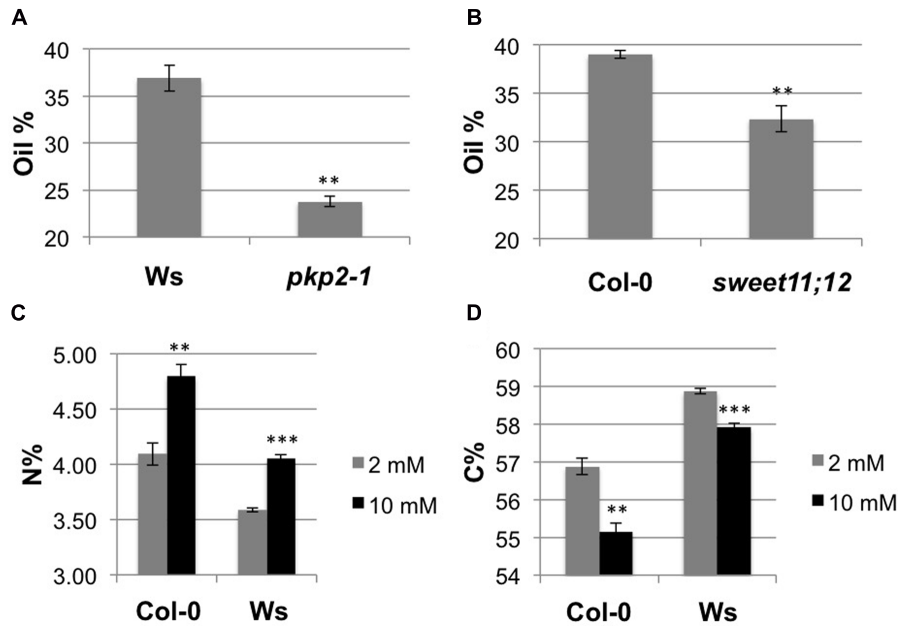 A
Oil %
40
35
30
25
20
**
Ws
pkp2-1
B
Oil %
40
35
30
25
20
**
Col-0
sweet11;12
C
N%
5.00
4.50
4.00
3.50
3.00
**
***
Col-0
Ws
2 mM
10 mM
D
C%
60
59
58
57
56
55
54
**
***
Col-0
Ws
2 mM
10 mM